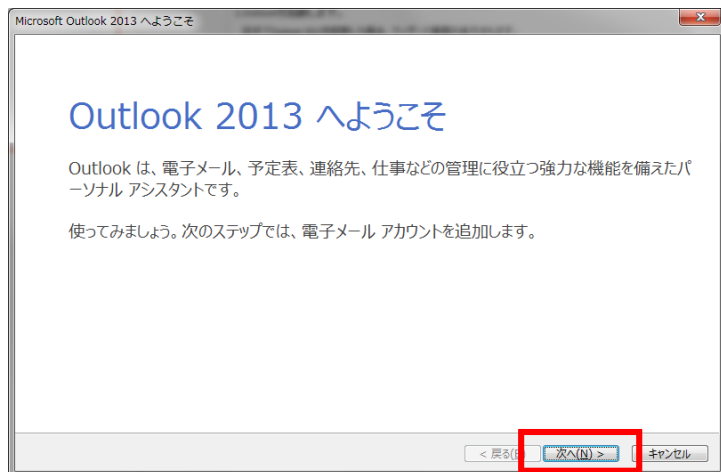 Microsoft Outlook 2013 へようこそ
Outlook 2013 へようこそ
Outlook は、電子メール、予定表、連絡先、仕事などの管理に役立つ強力な機能を備えたパ
ーソナル アシスタントです。
使ってみましょう。次のステップでは、電子メール アカウントを追加します。
< 戻る( 次へ(N) > キャンセル